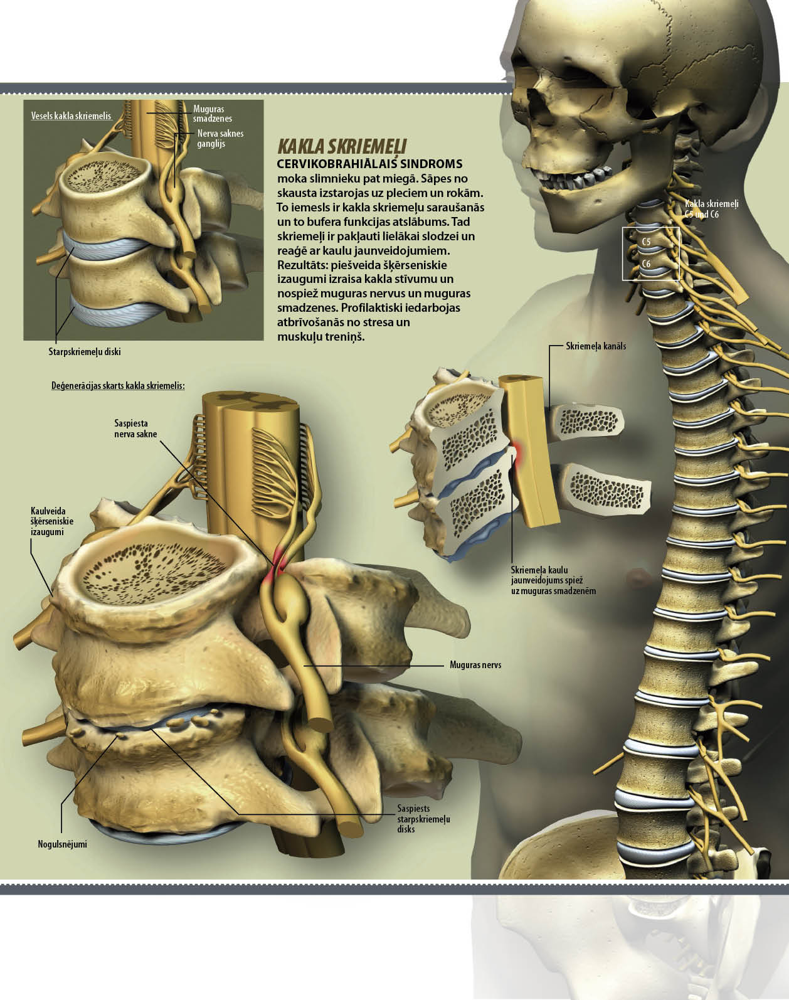 Vesels kakla skriemelis
Muguras
smadzenes
Nerva saknes
ganglijs
Starpskriemeļu diski
KAKLA SKRIEMEĻI
CERVIKOBRAHIĀLAIS SINDROMS
moka slimnieku pat miegā. Sāpes no
skausta izstarojas uz pleciem un rokām.
To iemesls ir kakla skriemeļu saraušanās
un to bufera funkcijas atslābums. Tad
skriemeļi ir pakļauti lielākai slodzei un
reaģē ar kaulu jaunveidojumiem.
Rezultāts: piešveida šķērseniskie
izaugumi izraisa kakla stīvumu un
nospiež muguras nervus un muguras
smadzenes. Profilaktiski iedarbojas
atbrīvošanās no stresa un
muskuļu treniņš.
Kakla skriemeļi
C5 und C6
C5
C6
Skriemeļa kanāls
Skriemeļa kaulu
jaunveidojums spiež
uz muguras smadzenēm
Deģenerācijas skarts kakla skriemelis:
Saspiesta
nerva sakne
Kaulveida
šķērseniskie
izaugumi
Muguras nervs
Saspiests
starpskriemeļu
disks
Nogulsnējumi